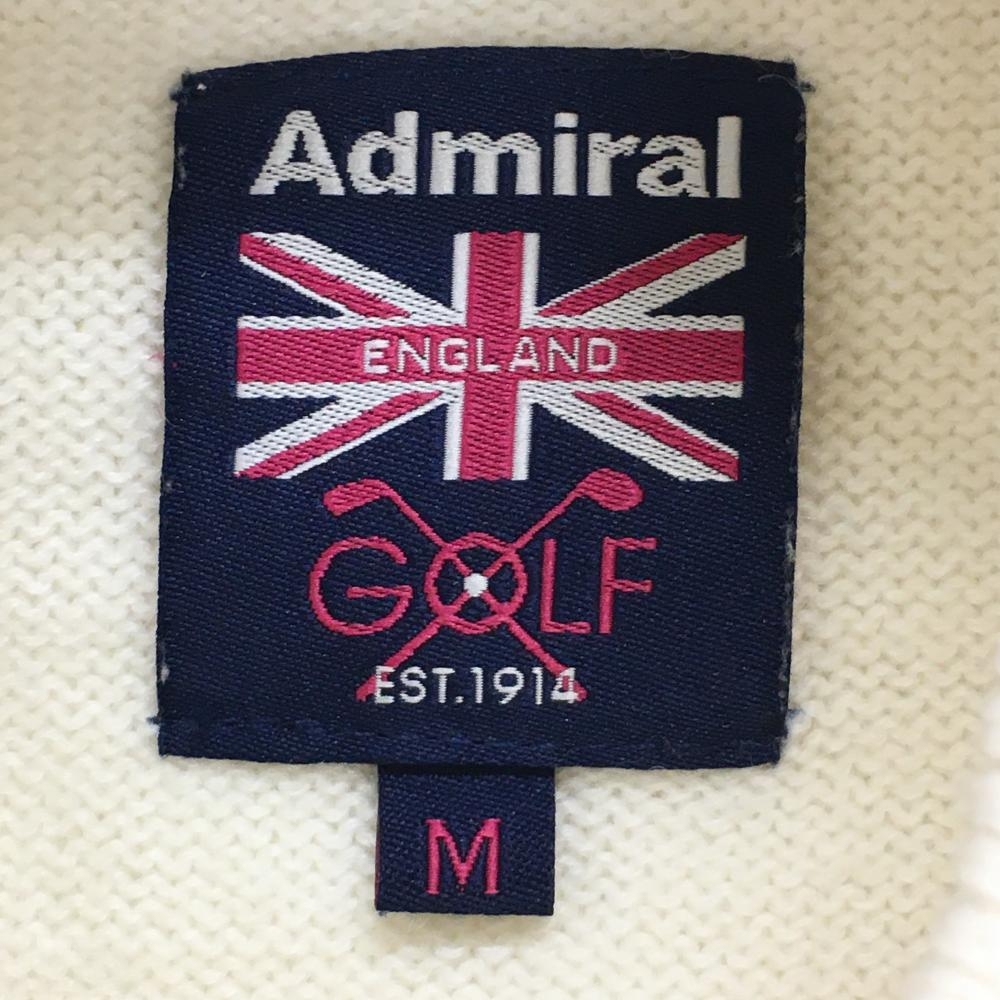 Admiral
ENGLAND
GOLF
EST.1914
M